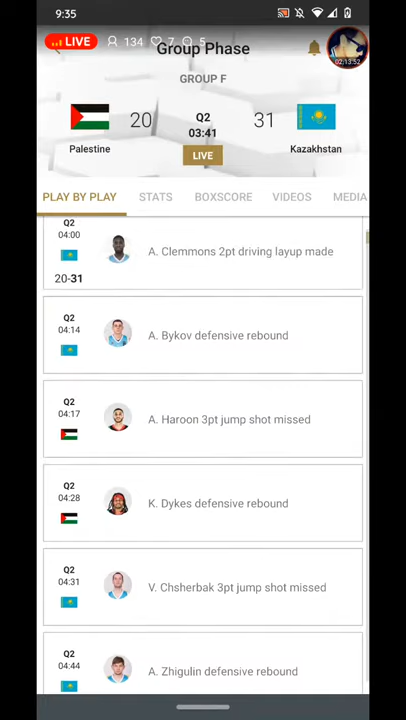 9:35
LIVE 134 7 5
Group Phase
02:13:52
GROUP F
20 Q2 31
03:41
Palestine LIVE Kazakhstan
PLAY BY PLAY STATS BOXSCORE VIDEOS MEDIA
Q2
04:00
A. Clemmons 2pt driving layup made
20-31
Q2
04:14
A. Bykov defensive rebound
Q2
04:17
A. Haroon 3pt jump shot missed
Q2
04:28
K. Dykes defensive rebound
Q2
04:31
V. Chsherbak 3pt jump shot missed
Q2
04:44
A. Zhigulin defensive rebound